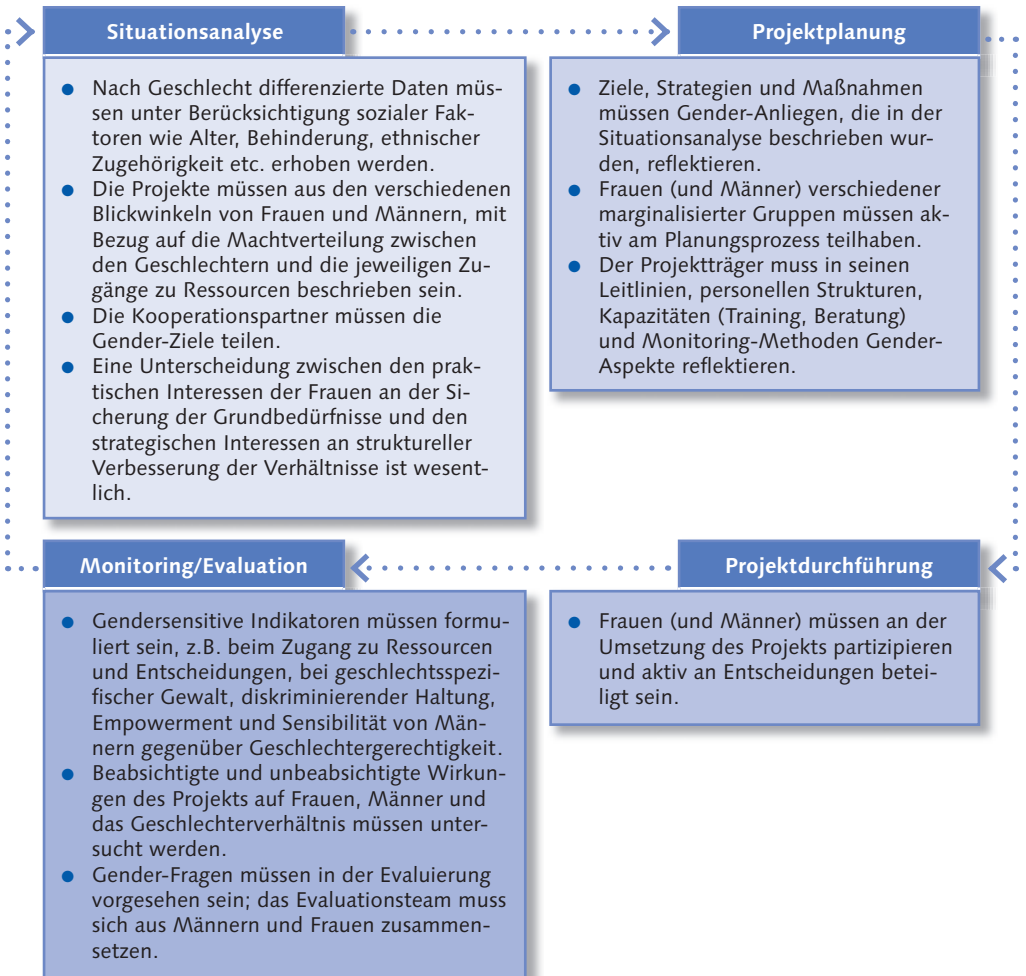 Situationsanalyse
Nach Geschlecht differenzierte Daten müs-
sen unter Berücksichtigung sozialer Fak-
toren wie Alter, Behinderung, ethnischer
Zugehörigkeit etc. erhoben werden.
Die Projekte müssen aus den verschiedenen
Blickwinkeln von Frauen und Männern, mit
Bezug auf die Machtverteilung zwischen
den Geschlechtern und die jeweiligen Zu-
gänge zu Ressourcen beschrieben sein.
Die Kooperationspartner müssen die
Gender-Ziele teilen.
Eine Unterscheidung zwischen den prak-
tischen Interessen der Frauen an der Si-
cherung der Grundbedürfnisse und den
strategischen Interessen an struktureller
Verbesserung der Verhältnisse ist wesent-
lich.
Projektplanung
Ziele, Strategien und Maßnahmen
müssen Gender-Anliegen, die in der
Situationsanalyse beschrieben wur-
den, reflektieren.
Frauen (und Männer) verschiedener
marginalisierter Gruppen müssen ak-
tiv am Planungsprozess teilhaben.
Der Projektträger muss in seinen
Leitlinien, personellen Strukturen,
Kapazitäten (Training, Beratung)
und Monitoring-Methoden Gender-
Aspekte reflektieren.
Monitoring/Evaluation
Gendersensitive Indikatoren müssen formu-
liert sein, z.B. beim Zugang zu Ressourcen
und Entscheidungen, bei geschlechtsspezi-
fischer Gewalt, diskriminierender Haltung,
Empowerment und Sensibilität von Män-
nern gegenüber Geschlechtergerechtigkeit.
Beabsichtigte und unbeabsichtigte Wirkun-
gen des Projekts auf Frauen, Männer und
das Geschlechterverhältnis müssen unter-
sucht werden.
Gender-Fragen müssen in der Evaluierung
vorgesehen sein; das Evaluationsteam muss
sich aus Männern und Frauen zusammen-
setzen.
Projektdurchführung
Frauen (und Männer) müssen an der
Umsetzung des Projekts partizipieren
und aktiv an Entscheidungen betei-
ligt sein.